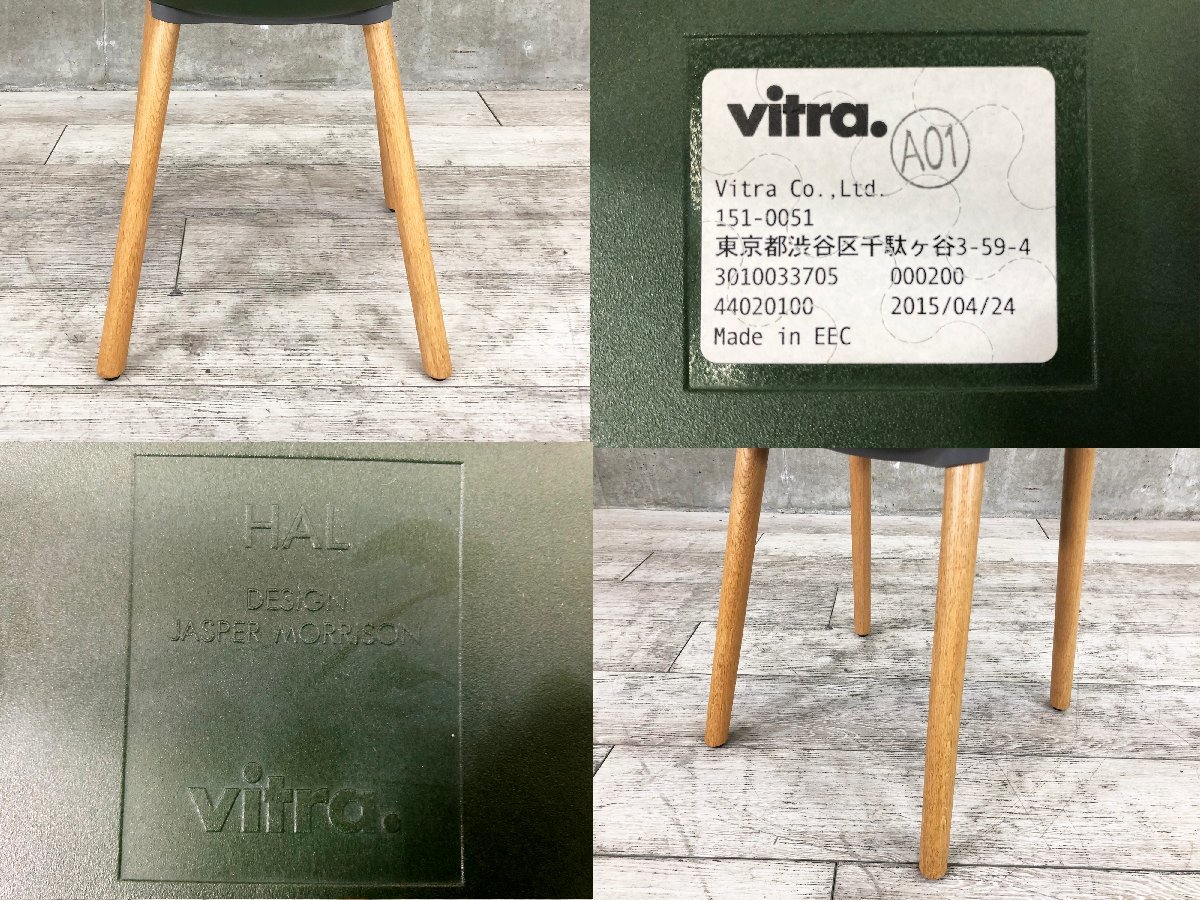 vitra.
A01
Vitra Co.,Ltd.
151-0051
東京都渋谷区千駄ヶ谷3-59-4
3010033705 000200
44020100 2015/04/24
Made in EEC
HAL
DESIGN
JASPER MORRISON
vitra.